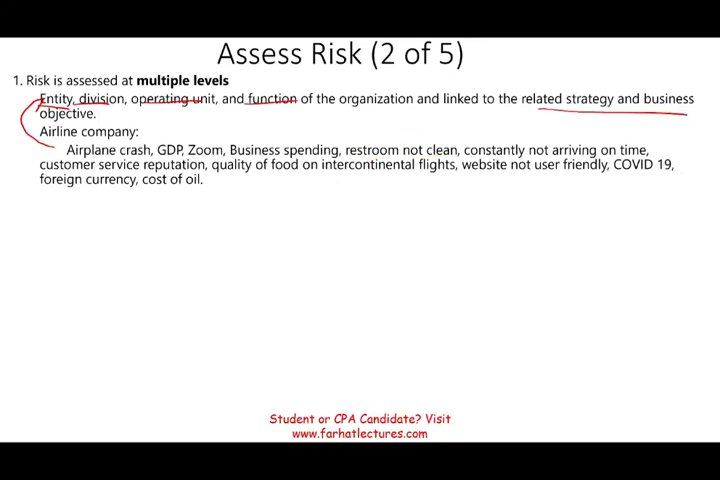 Assess Risk (2 of 5)
1. Risk is assessed at multiple levels
Entity, division, operating unit, and function of the organization and linked to the related strategy and business
objective.
Airline company:
Airplane crash, GDP, Zoom, Business spending, restroom not clean, constantly not arriving on time,
customer service reputation, quality of food on intercontinental flights, website not user friendly, COVID 19,
foreign currency, cost of oil.
Student or CPA Candidate? Visit
www.farhatlectures.com